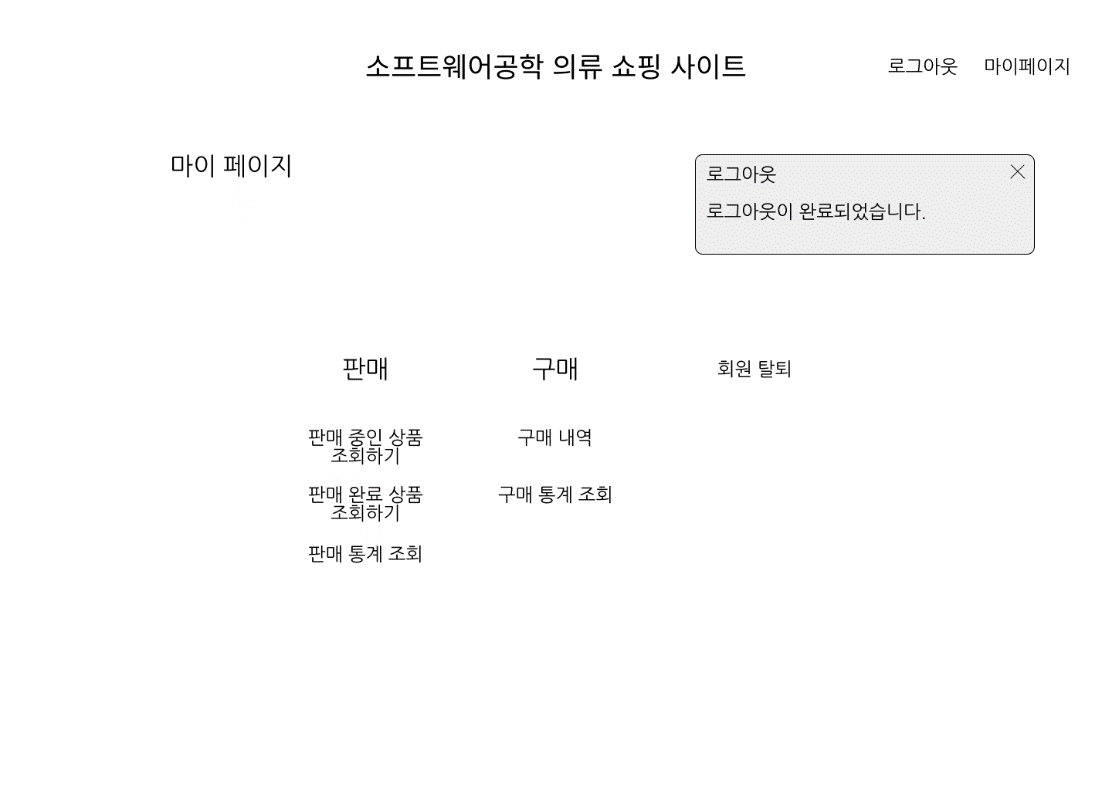 소프트웨어공학 의류 쇼핑 사이트
로그아웃
마이페이지
마이 페이지
로그아웃
로그아웃이 완료되었습니다.
판매
구매
회원 탈퇴
판매 중인 상품
조회하기
구매 내역
판매 완료 상품
조회하기
구매 통계 조회
판매 통계 조회